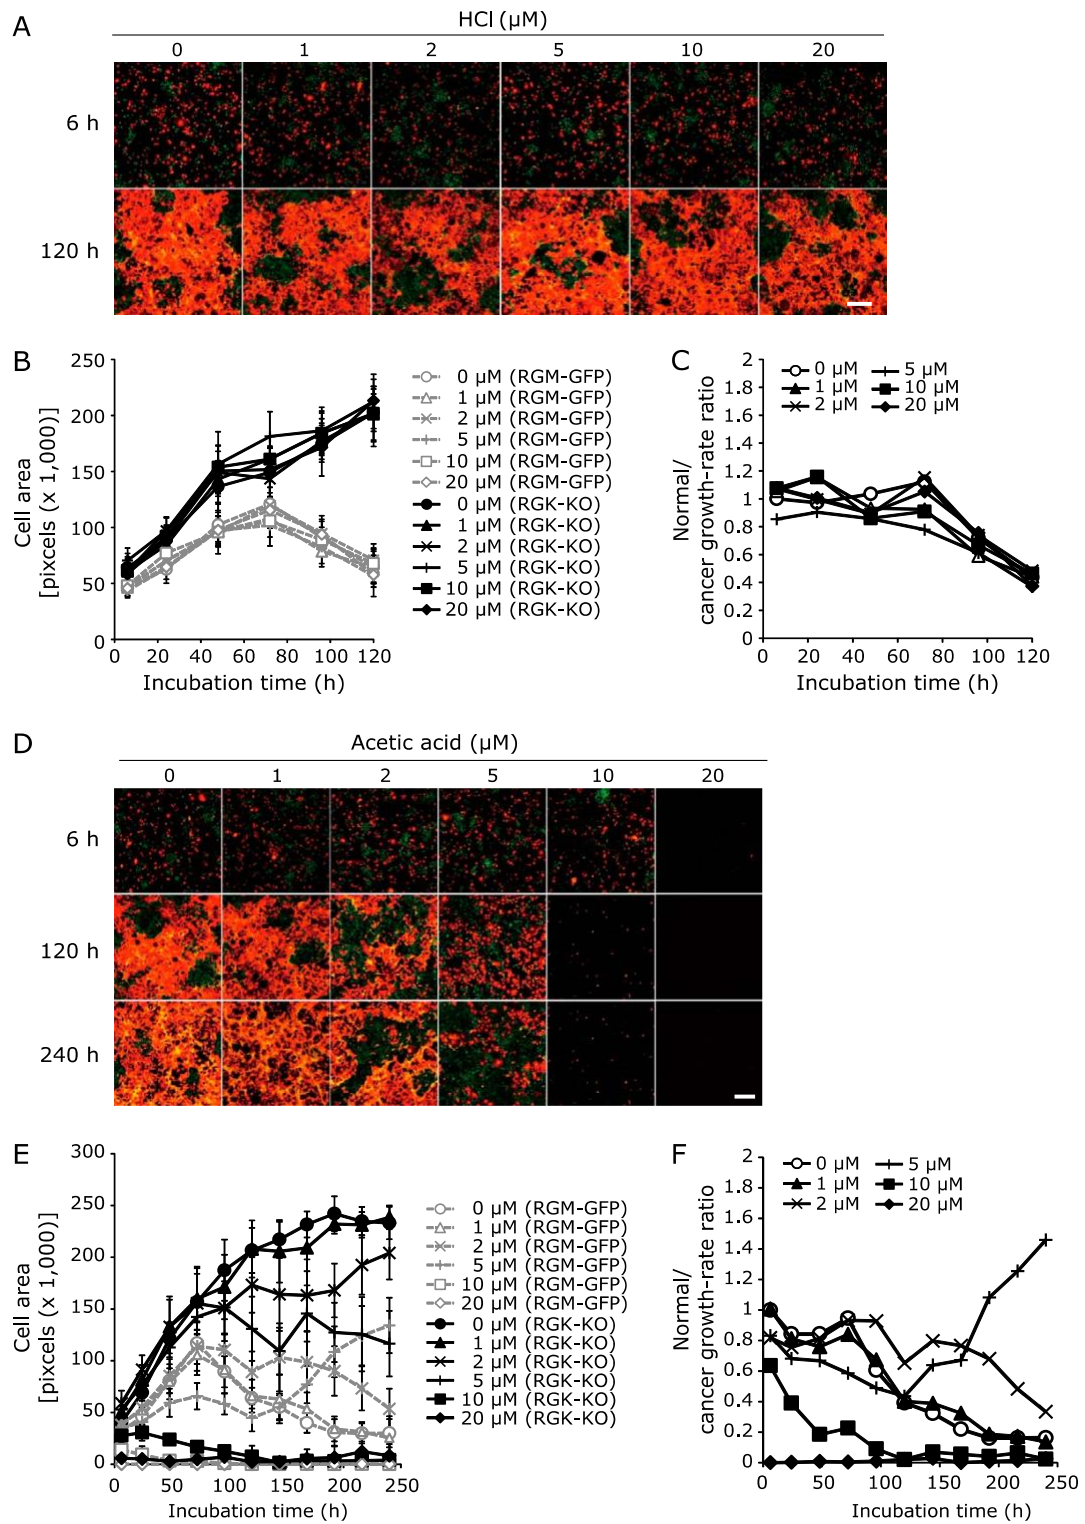 A
HCl (µM)
0 1 2 5 10 20
6 h
120 h
B
250
200
150
100
50
0
Cell area
[pixcels (x 1,000)]
0 20 40 60 80 100 120
Incubation time (h)
0 µM (RGM-GFP)
1 µM (RGM-GFP)
2 µM (RGM-GFP)
5 µM (RGM-GFP)
10 µM (RGM-GFP)
20 µM (RGM-GFP)
0 µM (RGK-KO)
1 µM (RGK-KO)
2 µM (RGK-KO)
5 µM (RGK-KO)
10 µM (RGK-KO)
20 µM (RGK-KO)
C
2
1.8
1.6
1.4
1.2
1
0.8
0.6
0.4
0.2
0
Normal/
cancer growth-rate ratio
0 µM 5 µM
1 µM 10 µM
2 µM 20 µM
0 20 40 60 80 100 120
Incubation time (h)
D
Acetic acid (µM)
0 1 2 5 10 20
6 h
120 h
240 h
E
300
250
200
150
100
50
0
Cell area
[pixcels (x 1,000)]
0 50 100 150 200 250
Incubation time (h)
0 µM (RGM-GFP)
1 µM (RGM-GFP)
2 µM (RGM-GFP)
5 µM (RGM-GFP)
10 µM (RGM-GFP)
20 µM (RGM-GFP)
0 µM (RGK-KO)
1 µM (RGK-KO)
2 µM (RGK-KO)
5 µM (RGK-KO)
10 µM (RGK-KO)
20 µM (RGK-KO)
F
2
1.8
1.6
1.4
1.2
1
0.8
0.6
0.4
0.2
0
Normal/
cancer growth-rate ratio
0 µM 5 µM
1 µM 10 µM
2 µM 20 µM
0 50 100 150 200 250
Incubation time (h)